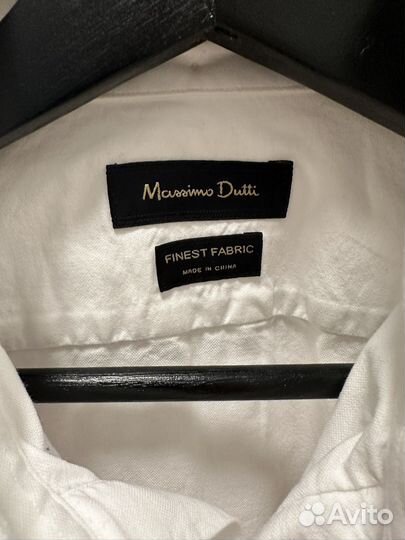 Massimo Dutti
FINEST FABRIC
MADE IN CHINA
Avito